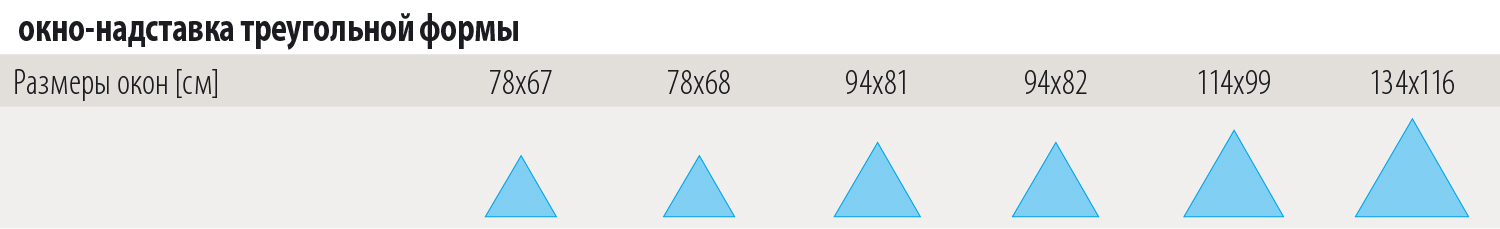 окно-надставка треугольной формы
Размеры окон [см] 78x67 78x68 94x81 94x82 114x99 134x116